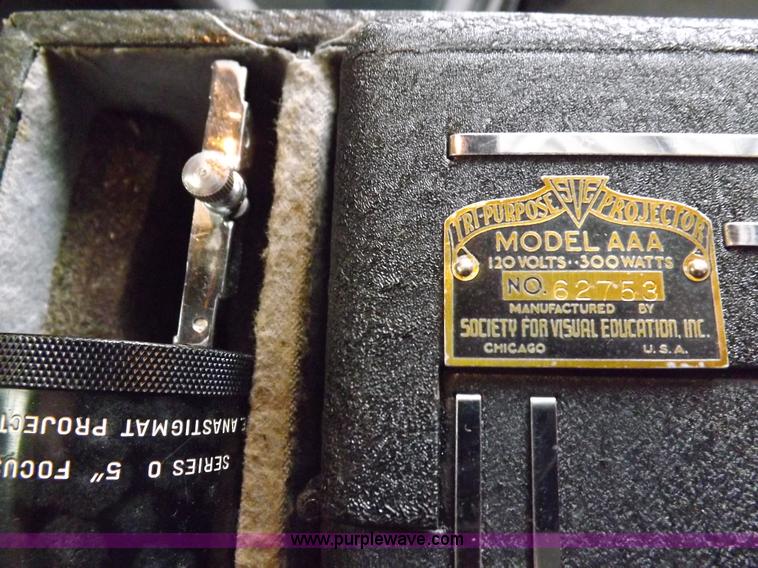 TRI-PURPOSE SVE PROJECTOR
MODEL AAA
120 VOLTS·300 WATTS
NO. 62753
MANUFACTURED BY
SOCIETY FOR VISUAL EDUCATION, INC.
CHICAGO U.S.A.
SERIES O 5" FOCUS
ANASTIGMAT PROJECT
www.purplewave.com